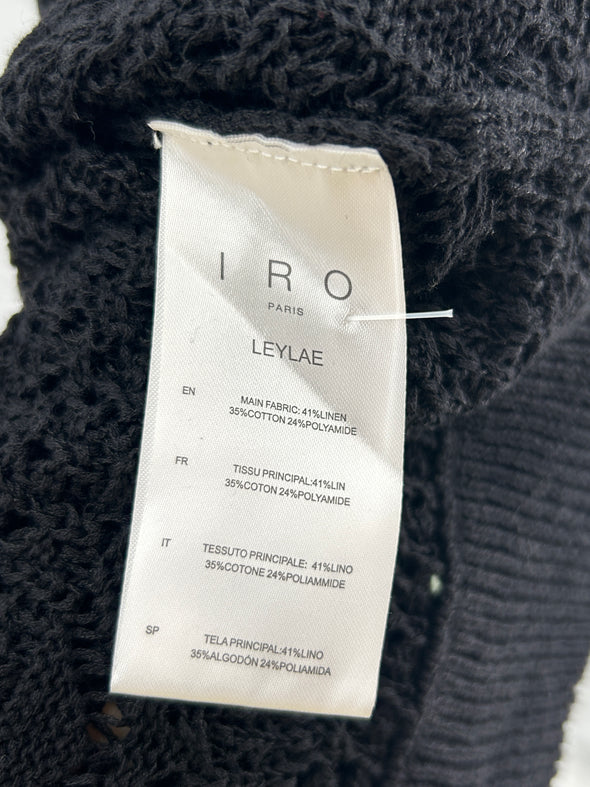 IRO
PARIS
LEYLAE
EN
MAIN FABRIC: 41%LINEN
35%COTTON 24%POLYAMIDE
FR
TISSU PRINCIPAL:41%LIN
35%COTON 24%POLYAMIDE
IT
TESSUTO PRINCIPALE: 41%LINO
35%COTONE 24%POLIAMMIDE
SP
TELA PRINCIPAL:41%LINO
35%ALGODÓN 24%POLIAMIDA